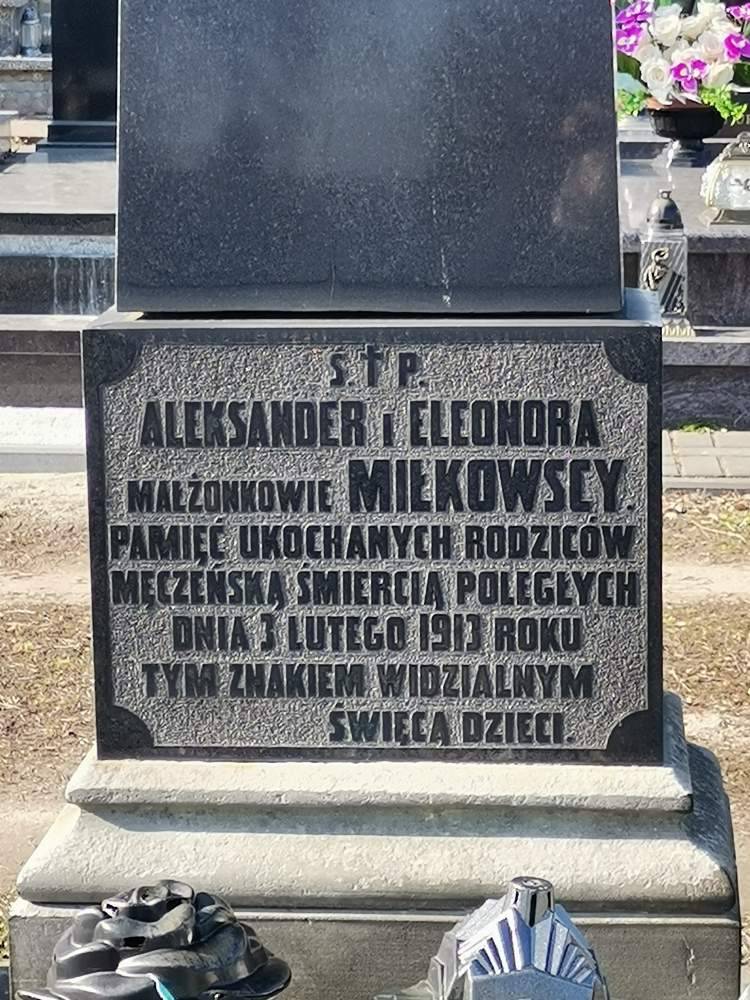 S.†P.
ALEKSANDER I ELEONORA
MAŁŻONKOWIE MIŁKOWSCY.
PAMIĘĆ UKOCHANYCH RODZICÓW
MĘCZEŃSKĄ ŚMIERCIĄ POLEGŁYCH
DNIA 3 LUTEGO 1913 ROKU
TYM ZNAKIEM WIDZIALNYM
ŚWIĘCĄ DZIECI.